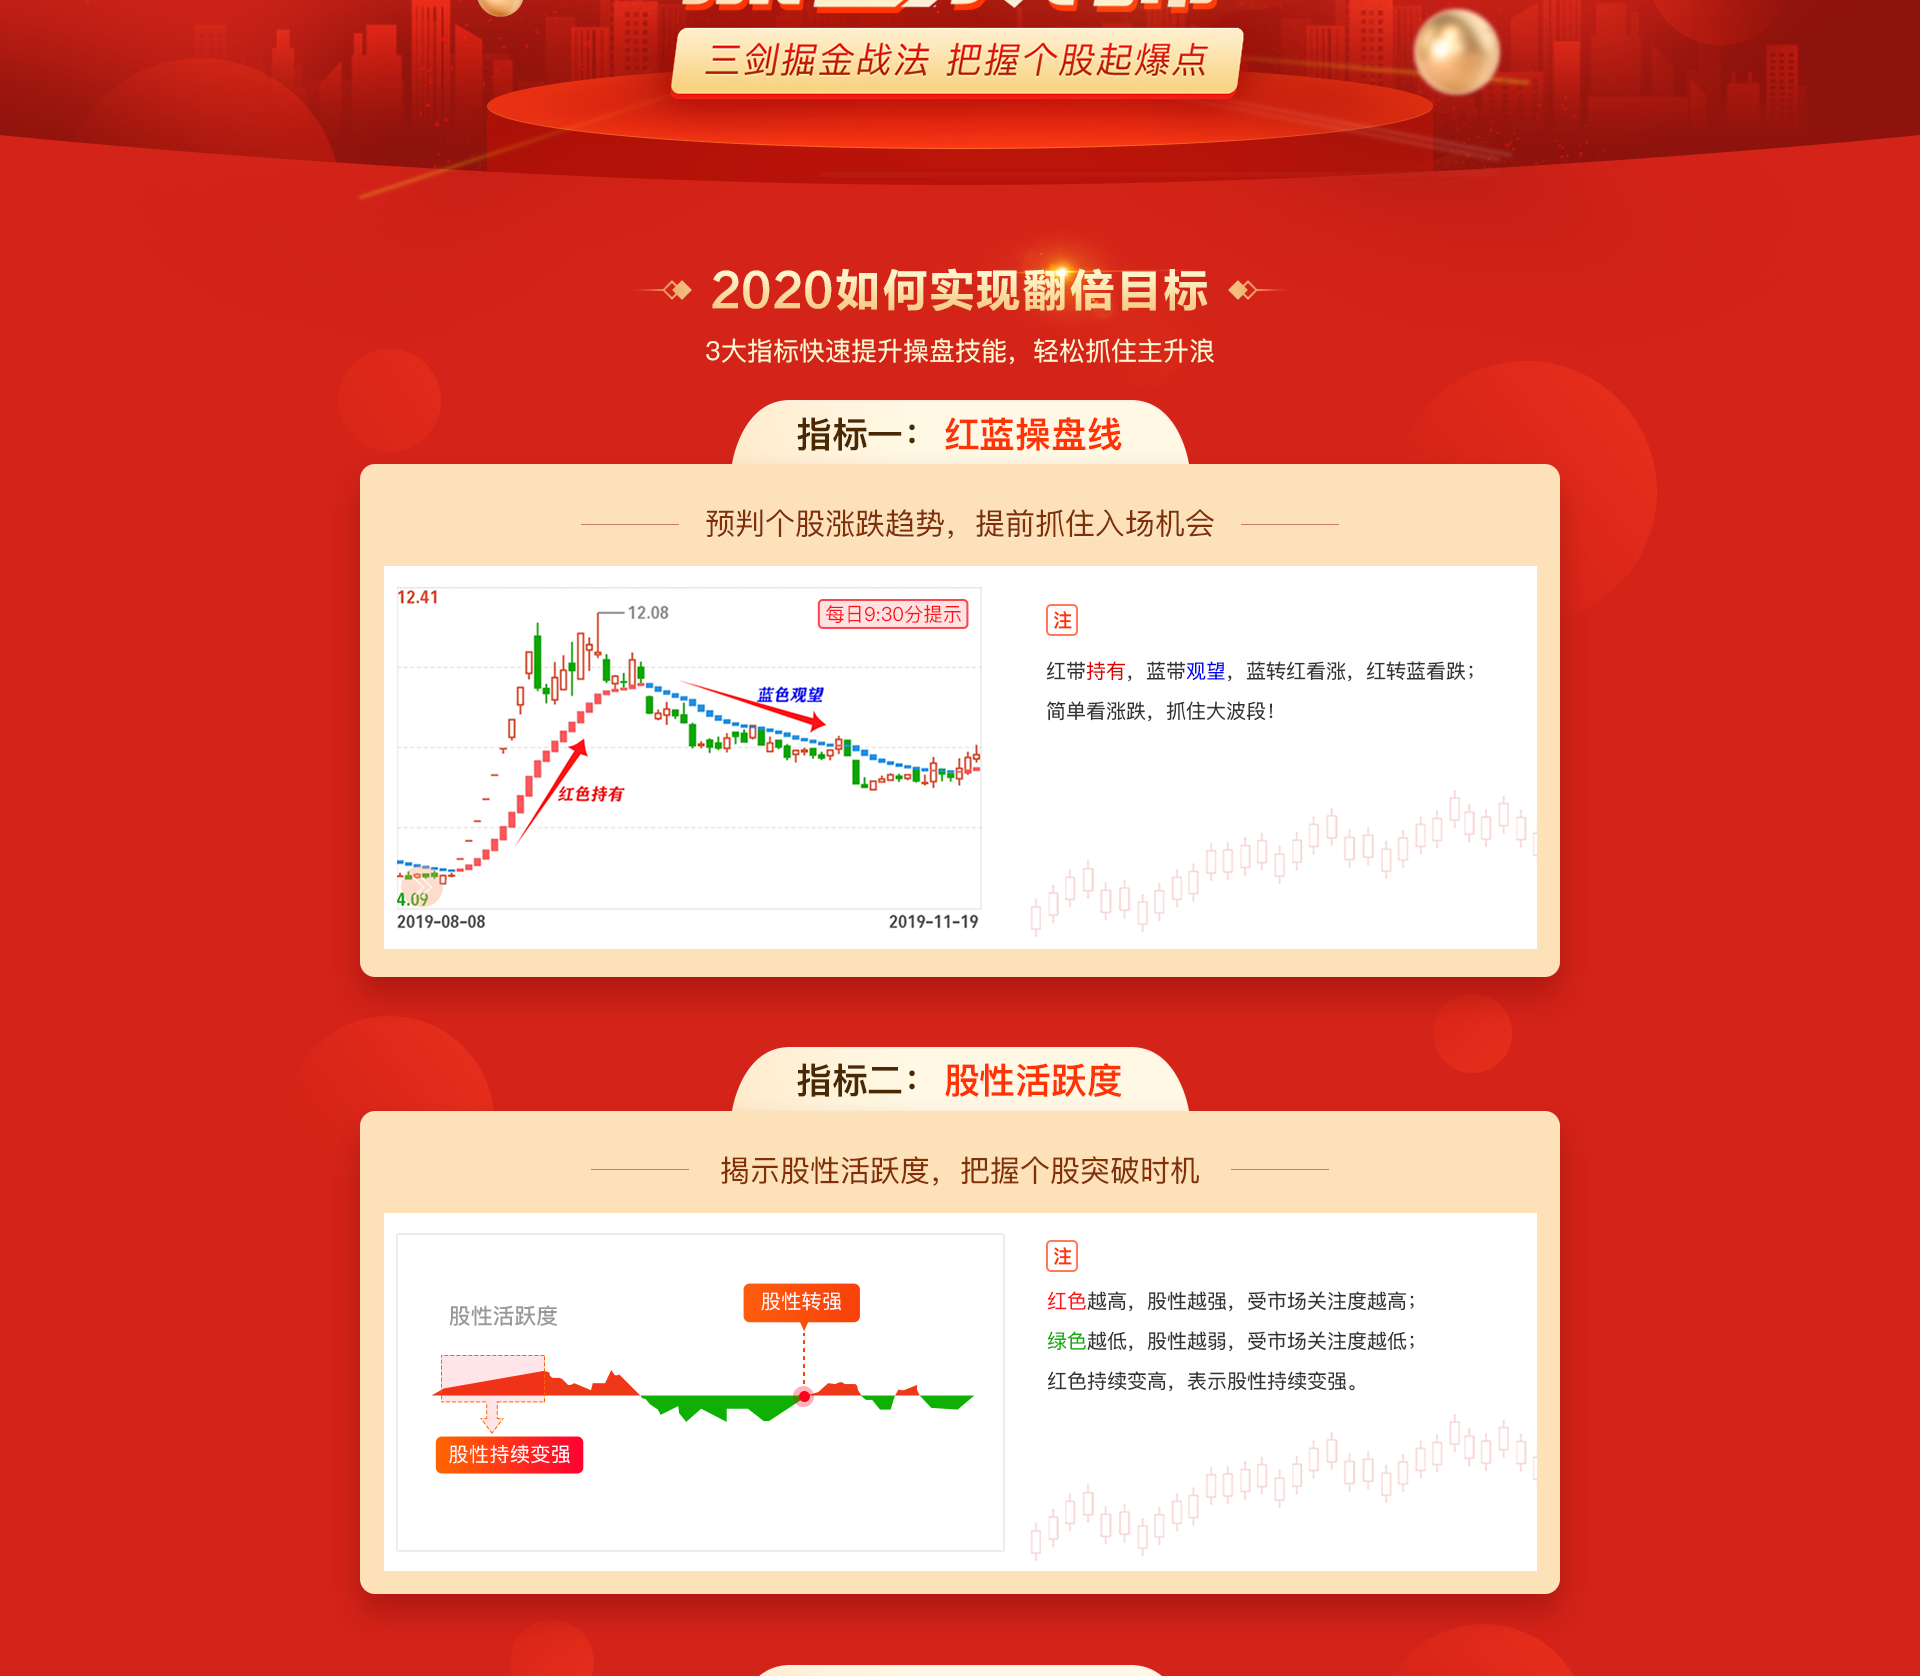 三剑掘金战法 把握个股起爆点
2020如何实现翻倍目标
3大指标快速提升操盘技能，轻松抓住主升浪
指标一： 红蓝操盘线
预判个股涨跌趋势，提前抓住入场机会
12.41
12.08
每日9:30分提示
蓝色观望
红色持有
4.09
2019-08-08
2019-11-19
注
红带持有，蓝带观望，蓝转红看涨，红转蓝看跌；
简单看涨跌，抓住大波段！
指标二： 股性活跃度
揭示股性活跃度，把握个股突破时机
股性活跃度
股性转强
股性持续变强
注
红色越高，股性越强，受市场关注度越高；
绿色越低，股性越弱，受市场关注度越低；
红色持续变高，表示股性持续变强。